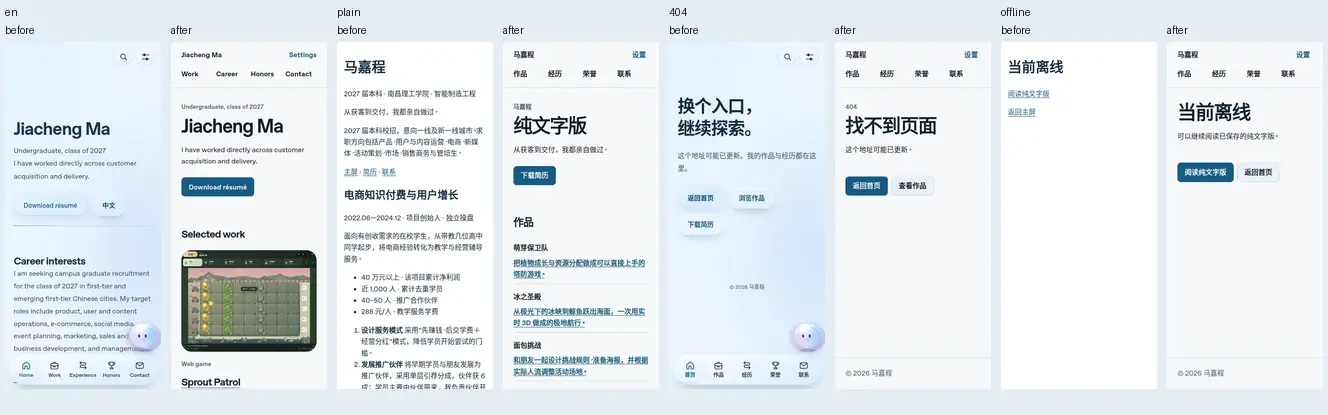 en
before
Jiacheng Ma
Undergraduate, class of 2027
I have worked directly across customer
acquisition and delivery.
Download résumé
中文
Career interests
I am seeking campus graduate recruitment
for the class of 2027 in first-tier and
emerging first-tier Chinese cities. My target
roles include product, user and content
operations, e-commerce, social media,
event planning, marketing, sales and
business development, and management
Home
Work
Experience
Honors
Contact
after
Jiacheng Ma
Settings
Work
Career
Honors
Contact
Undergraduate, class of 2027
Jiacheng Ma
I have worked directly across customer
acquisition and delivery.
Download résumé
Selected work
Web game
Sprout Patrol
plain
before
马嘉程
2027 届本科 · 南昌理工学院 · 智能制造工程
从获客到交付，我都亲自做过。
2027 届本科校招，意向一线及新一线城市。求
职方向包括产品、用户与内容运营、电商、新媒
体、活动策划、市场、销售商务与管培生。
主屏 · 简历 · 联系
电商知识付费与用户增长
2022.06—2024.12 · 项目创始人 · 独立操盘
面向有创收需求的在校学生，从带教几位高中
同学起步，将电商经验转化为教学与经营辅导
服务。
40 万元以上 · 该项目累计净利润
近 1,000 人 · 累计去重学员
40–50 人 · 推广合作伙伴
288 元/人 · 教学服务学费
1. 设计服务模式 采用“先赚钱、后交学费＋
经营分红”模式，降低学员开始尝试的门
槛。
2. 发展推广伙伴 将早期学员与朋友发展为
推广伙伴，采用单层引荐分成，伙伴获 6
成；学员主要由伙伴带来，我负责伙伴开
after
马嘉程
设置
作品
经历
荣誉
联系
马嘉程
纯文字版
从获客到交付，我都亲自做过。
下载简历
作品
萌芽保卫队
把植物成长与资源分配做成可以直接上手的
塔防游戏。
冰之圣殿
从极光下的冰峡到鲸鱼跃出海面，一次用实
时 3D 做成的极地航行。
面包挑战
和朋友一起设计挑战规则、准备海报，并根据
实际人流调整活动场地。
404
before
换个入口，
继续探索。
这个地址可能已更新。我的作品与经历都在这
里。
返回首页
浏览作品
下载简历
© 2026 马嘉程
首页
作品
经历
荣誉
联系
after
马嘉程
设置
作品
经历
荣誉
联系
404
找不到页面
这个地址可能已更新。
返回首页
查看作品
© 2026 马嘉程
offline
before
当前离线
阅读纯文字版
返回主屏
after
马嘉程
设置
作品
经历
荣誉
联系
当前离线
可以继续阅读已保存的纯文字版。
阅读纯文字版
返回首页
© 2026 马嘉程